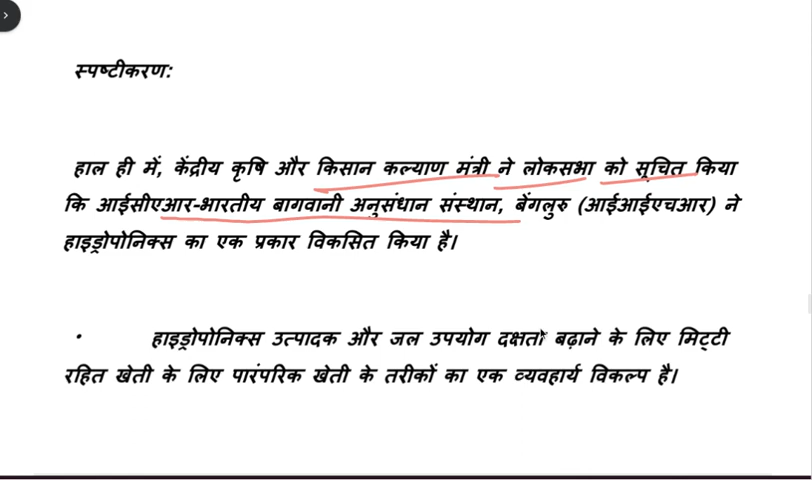 स्पष्टीकरण:
हाल ही में, केंद्रीय कृषि और किसान कल्याण मंत्री ने लोकसभा को सूचित किया
कि आईसीएआर-भारतीय बागवानी अनुसंधान संस्थान, बेंगलुरु (आईआईएचआर) ने
हाइड्रोपोनिक्स का एक प्रकार विकसित किया है।
• हाइड्रोपोनिक्स उत्पादक और जल उपयोग दक्षता बढ़ाने के लिए मिट्टी
रहित खेती के लिए पारंपरिक खेती के तरीकों का एक व्यवहार्य विकल्प है।